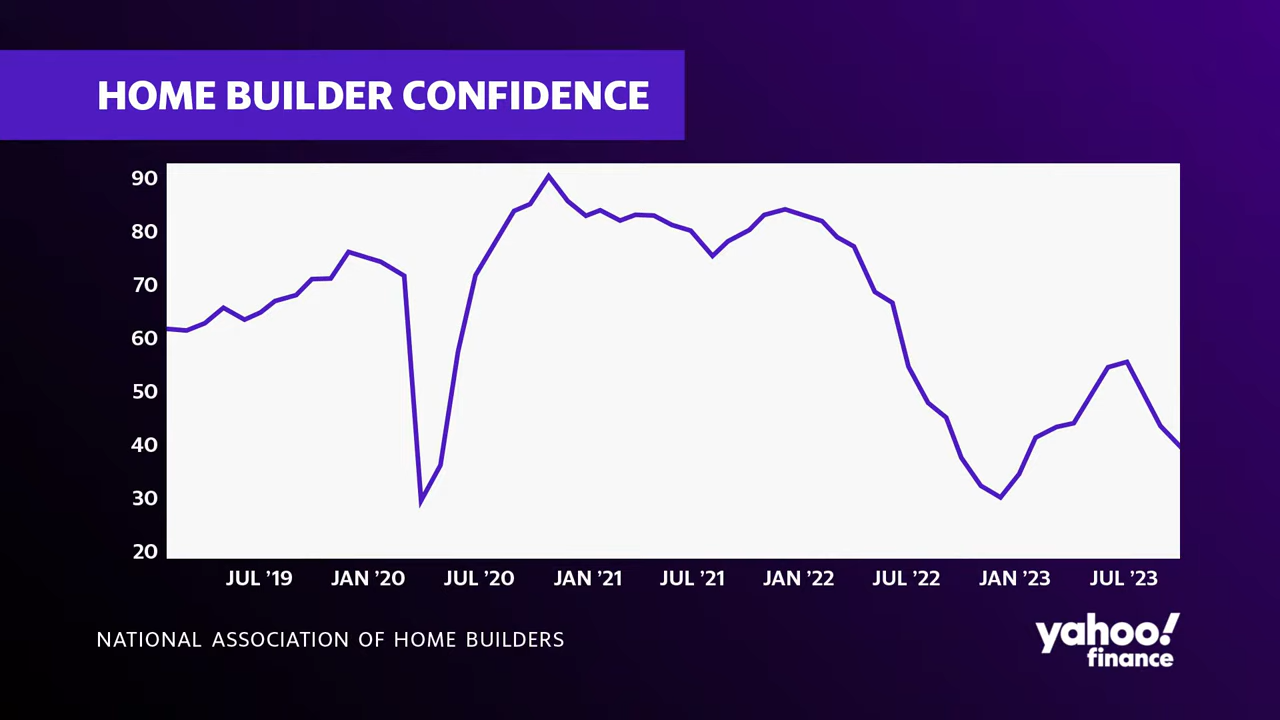 HOME BUILDER CONFIDENCE
90
80
70
60
50
40
30
20
JUL ’19 JAN ’20 JUL ’20 JAN ’21 JUL ’21 JAN ’22 JUL ’22 JAN ’23 JUL ’23
NATIONAL ASSOCIATION OF HOME BUILDERS
yahoo!
finance